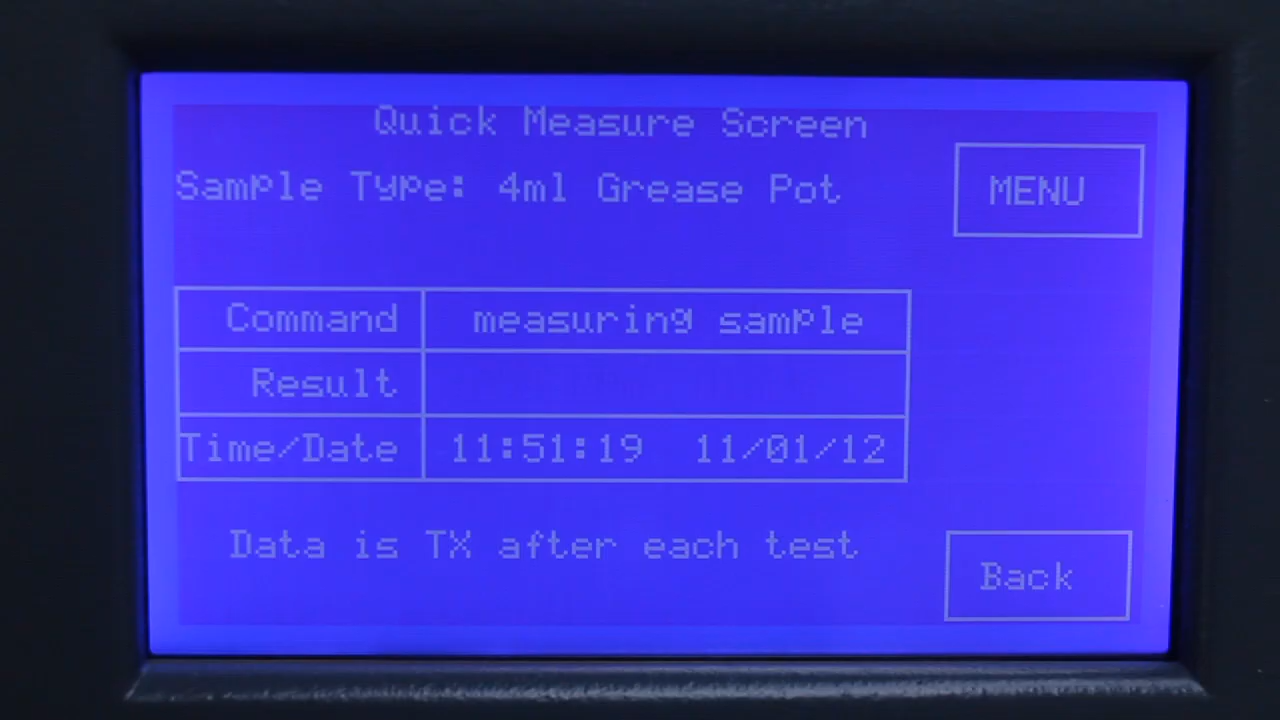 Quick Measure Screen
Sample Type: 4ml Grease Pot
MENU
Command measuring sample
Result
Time/Date 11:51:19 11/01/12
Data is TX after each test
Back